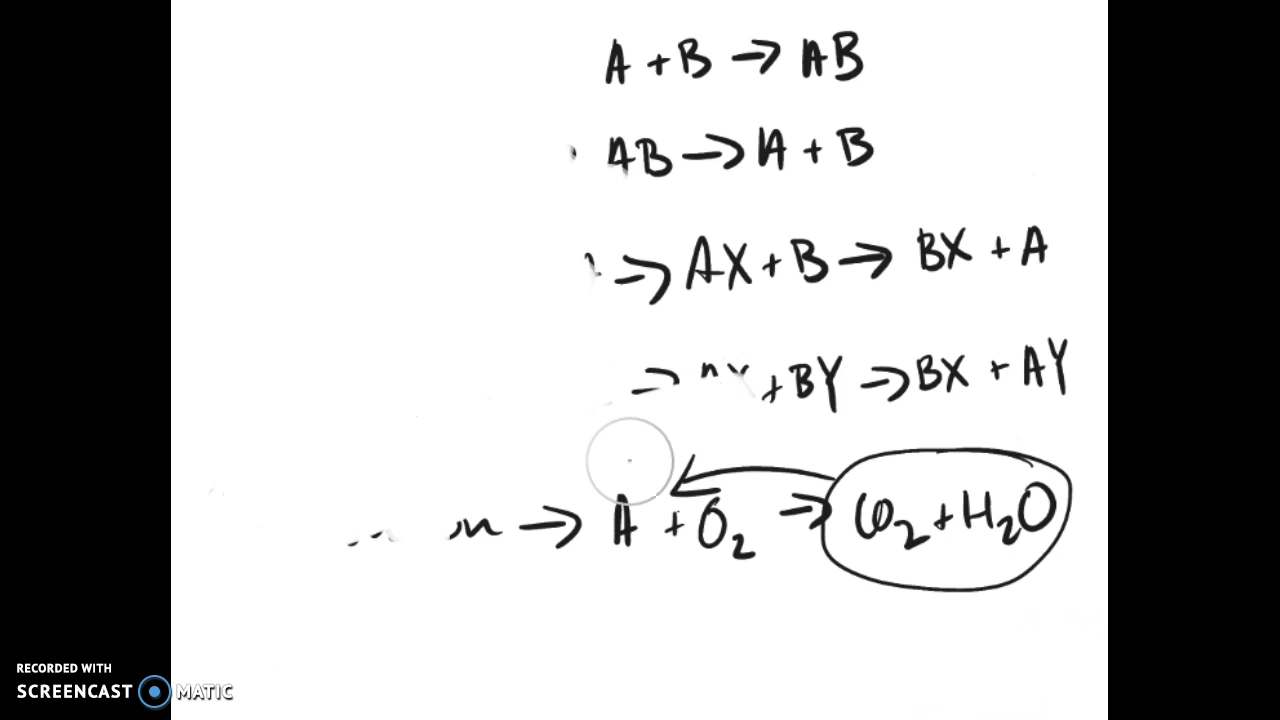 A + B → AB
AB → A + B
→ AX + B → BX + A
→ + BY → BX + AY
→ A + O₂ → CO₂ + H₂O
RECORDED WITH
SCREENCAST MATIC